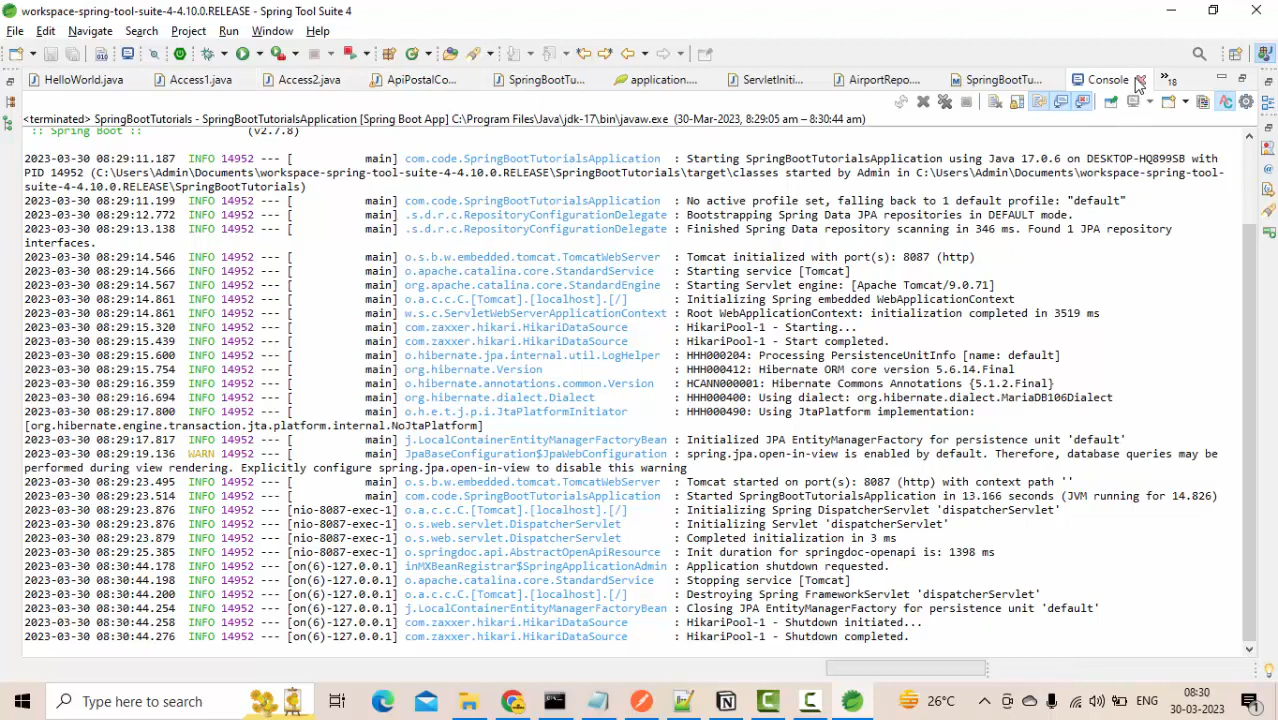 workspace-spring-tool-suite-4-4.10.0.RELEASE - Spring Tool Suite 4
File Edit Navigate Search Project Run Window Help
HelloWorld.java Access1.java Access2.java ApiPostalCo... SpringBootTu... application.... ServletIniti... AirportRepo.... SpringBootTu... Console 18
<terminated> SpringBootTutorials - SpringBootTutorialsApplication [Spring Boot App] C:\Program Files\Java\jdk-17\bin\javaw.exe (30-Mar-2023, 8:29:05 am – 8:30:44 am)
:: Spring Boot :: (v2.7.8)
2023-03-30 08:29:11.187 INFO 14952 --- [ main] com.code.SpringBootTutorialsApplication : Starting SpringBootTutorialsApplication using Java 17.0.6 on DESKTOP-HQ899SB with
PID 14952 (C:\Users\Admin\Documents\workspace-spring-tool-suite-4-4.10.0.RELEASE\SpringBootTutorials\target\classes started by Admin in C:\Users\Admin\Documents\workspace-spring-tool-
suite-4-4.10.0.RELEASE\SpringBootTutorials)
2023-03-30 08:29:11.199 INFO 14952 --- [ main] com.code.SpringBootTutorialsApplication : No active profile set, falling back to 1 default profile: "default"
2023-03-30 08:29:12.772 INFO 14952 --- [ main] .s.d.r.c.RepositoryConfigurationDelegate : Bootstrapping Spring Data JPA repositories in DEFAULT mode.
2023-03-30 08:29:13.138 INFO 14952 --- [ main] .s.d.r.c.RepositoryConfigurationDelegate : Finished Spring Data repository scanning in 346 ms. Found 1 JPA repository
interfaces.
2023-03-30 08:29:14.546 INFO 14952 --- [ main] o.s.b.w.embedded.tomcat.TomcatWebServer : Tomcat initialized with port(s): 8087 (http)
2023-03-30 08:29:14.566 INFO 14952 --- [ main] o.apache.catalina.core.StandardService : Starting service [Tomcat]
2023-03-30 08:29:14.567 INFO 14952 --- [ main] org.apache.catalina.core.StandardEngine : Starting Servlet engine: [Apache Tomcat/9.0.71]
2023-03-30 08:29:14.861 INFO 14952 --- [ main] o.a.c.c.C.[Tomcat].[localhost].[/] : Initializing Spring embedded WebApplicationContext
2023-03-30 08:29:14.861 INFO 14952 --- [ main] w.s.c.ServletWebServerApplicationContext : Root WebApplicationContext: initialization completed in 3519 ms
2023-03-30 08:29:15.320 INFO 14952 --- [ main] com.zaxxer.hikari.HikariDataSource : HikariPool-1 - Starting...
2023-03-30 08:29:15.439 INFO 14952 --- [ main] com.zaxxer.hikari.HikariDataSource : HikariPool-1 - Start completed.
2023-03-30 08:29:15.600 INFO 14952 --- [ main] o.hibernate.jpa.internal.util.LogHelper : HHH000204: Processing PersistenceUnitInfo [name: default]
2023-03-30 08:29:15.754 INFO 14952 --- [ main] org.hibernate.Version : HHH000412: Hibernate ORM core version 5.6.14.Final
2023-03-30 08:29:16.359 INFO 14952 --- [ main] o.hibernate.annotations.common.Version : HCANN000001: Hibernate Commons Annotations {5.1.2.Final}
2023-03-30 08:29:16.694 INFO 14952 --- [ main] org.hibernate.dialect.Dialect : HHH000400: Using dialect: org.hibernate.dialect.MariaDB106Dialect
2023-03-30 08:29:17.800 INFO 14952 --- [ main] o.h.e.t.j.p.i.JtaPlatformInitiator : HHH000490: Using JtaPlatform implementation:
[org.hibernate.engine.transaction.jta.platform.internal.NoJtaPlatform]
2023-03-30 08:29:17.817 INFO 14952 --- [ main] j.LocalContainerEntityManagerFactoryBean : Initialized JPA EntityManagerFactory for persistence unit 'default'
2023-03-30 08:29:19.136 WARN 14952 --- [ main] JpaBaseConfiguration$JpaWebConfiguration : spring.jpa.open-in-view is enabled by default. Therefore, database queries may be
performed during view rendering. Explicitly configure spring.jpa.open-in-view to disable this warning
2023-03-30 08:29:23.495 INFO 14952 --- [ main] o.s.b.w.embedded.tomcat.TomcatWebServer : Tomcat started on port(s): 8087 (http) with context path ''
2023-03-30 08:29:23.514 INFO 14952 --- [ main] com.code.SpringBootTutorialsApplication : Started SpringBootTutorialsApplication in 13.166 seconds (JVM running for 14.826)
2023-03-30 08:29:23.876 INFO 14952 --- [nio-8087-exec-1] o.a.c.c.C.[Tomcat].[localhost].[/] : Initializing Spring DispatcherServlet 'dispatcherServlet'
2023-03-30 08:29:23.876 INFO 14952 --- [nio-8087-exec-1] o.s.web.servlet.DispatcherServlet : Initializing Servlet 'dispatcherServlet'
2023-03-30 08:29:23.879 INFO 14952 --- [nio-8087-exec-1] o.s.web.servlet.DispatcherServlet : Completed initialization in 3 ms
2023-03-30 08:29:25.385 INFO 14952 --- [nio-8087-exec-1] o.springdoc.api.AbstractOpenApiResource : Init duration for springdoc-openapi is: 1398 ms
2023-03-30 08:30:44.178 INFO 14952 --- [on(6)-127.0.0.1] inMXBeanRegistrar$SpringApplicationAdmin : Application shutdown requested.
2023-03-30 08:30:44.198 INFO 14952 --- [on(6)-127.0.0.1] o.apache.catalina.core.StandardService : Stopping service [Tomcat]
2023-03-30 08:30:44.200 INFO 14952 --- [on(6)-127.0.0.1] o.a.c.c.C.[Tomcat].[localhost].[/] : Destroying Spring FrameworkServlet 'dispatcherServlet'
2023-03-30 08:30:44.254 INFO 14952 --- [on(6)-127.0.0.1] j.LocalContainerEntityManagerFactoryBean : Closing JPA EntityManagerFactory for persistence unit 'default'
2023-03-30 08:30:44.258 INFO 14952 --- [on(6)-127.0.0.1] com.zaxxer.hikari.HikariDataSource : HikariPool-1 - Shutdown initiated...
2023-03-30 08:30:44.276 INFO 14952 --- [on(6)-127.0.0.1] com.zaxxer.hikari.HikariDataSource : HikariPool-1 - Shutdown completed.
Type here to search
26°C
ENG
08:30
30-03-2023